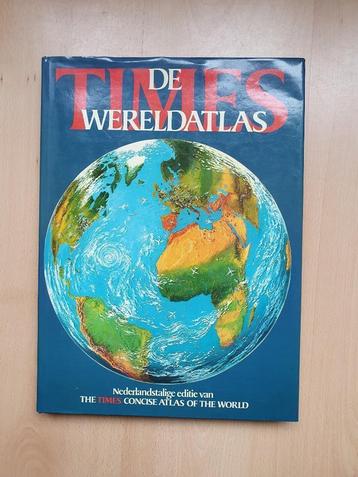 DE
TIMES
WERELDATLAS
Nederlandstalige editie van
THE TIMES CONCISE ATLAS OF THE WORLD